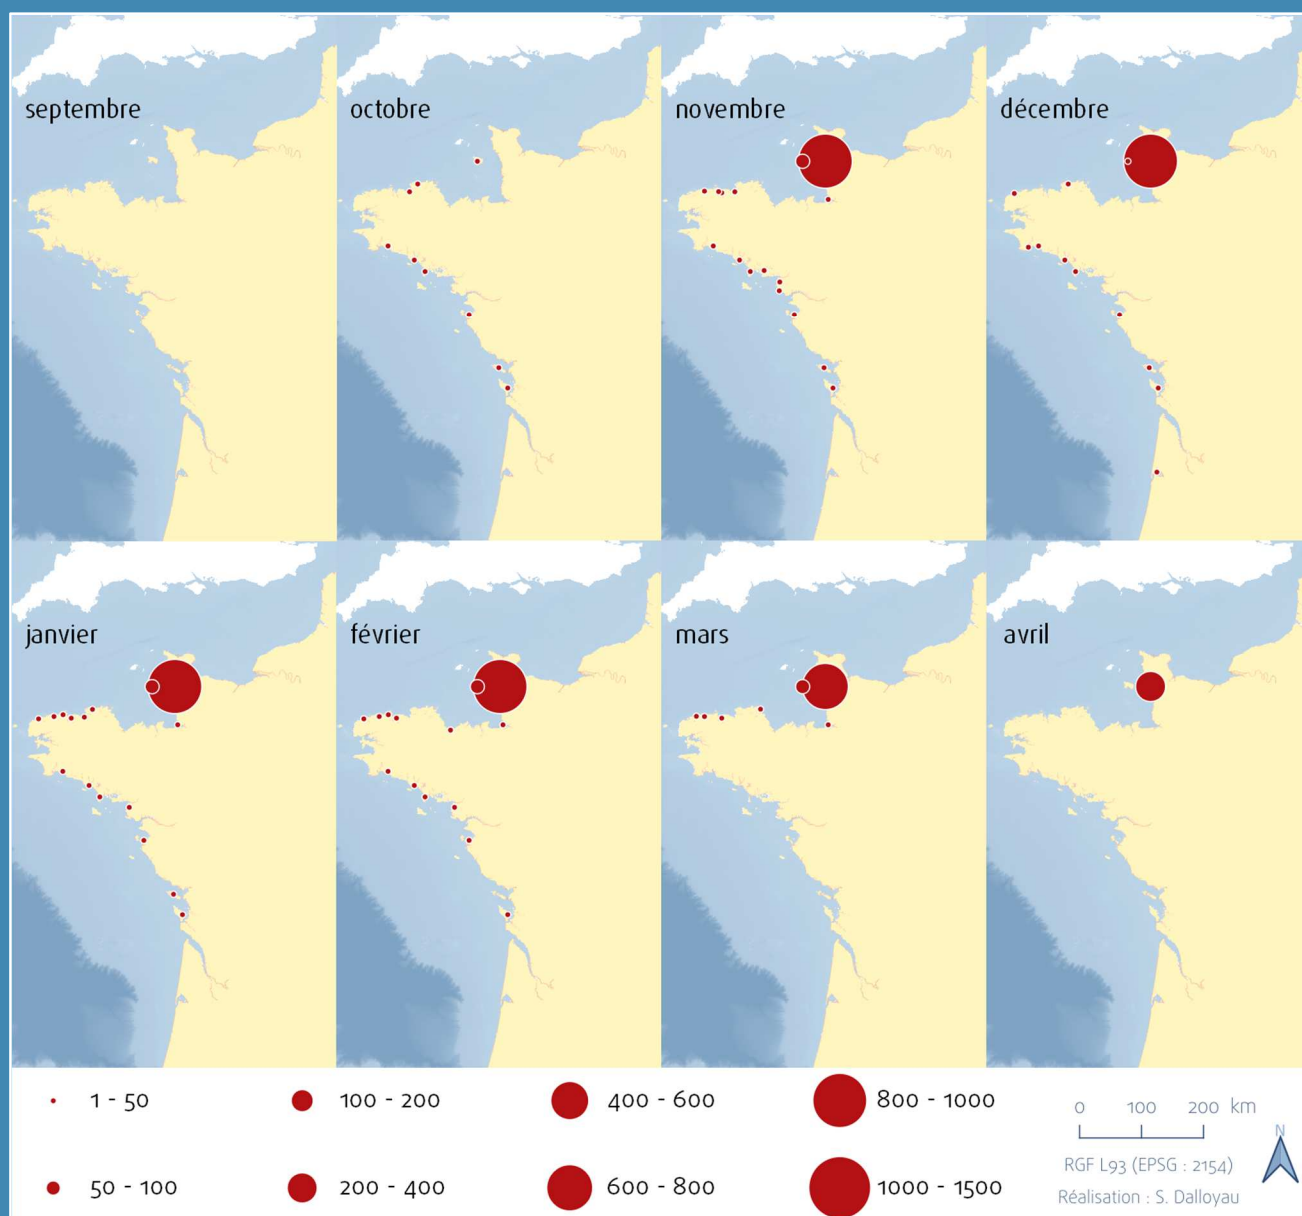 septembre
octobre
novembre
décembre
janvier
février
mars
avril
1 - 50
100 - 200
400 - 600
800 - 1000
50 - 100
200 - 400
600 - 800
1000 - 1500
0 100 200 km
N
RGF L93 (EPSG : 2154)
Réalisation : S. Dalloyau